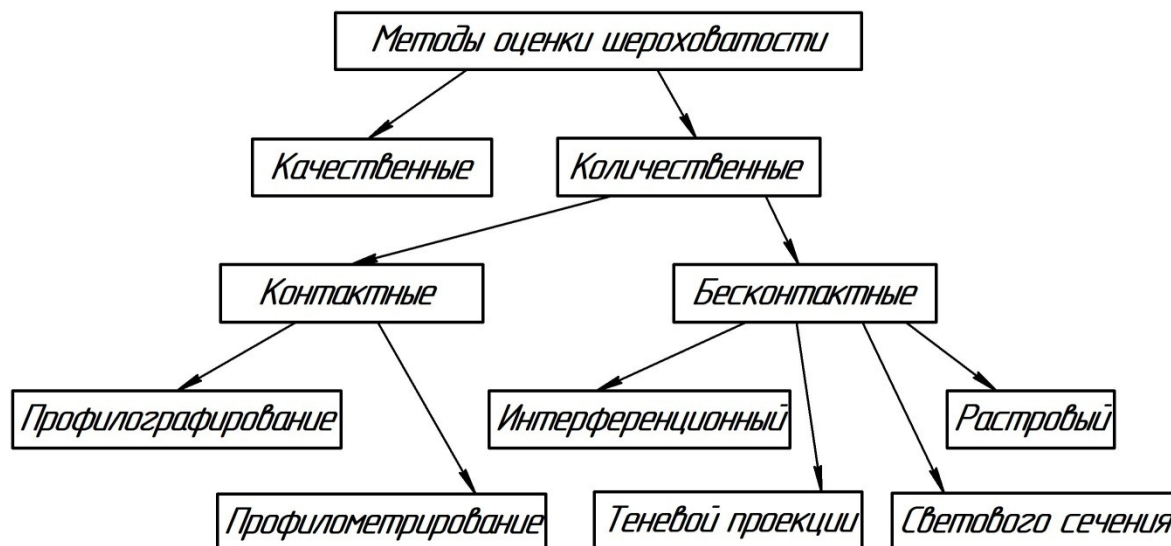 Методы оценки шероховатости
Качественные
Количественные
Контактные
Бесконтактные
Профилографирование
Интерференционный
Растровый
Профилометрирование
Теневой проекции
Светового сечения